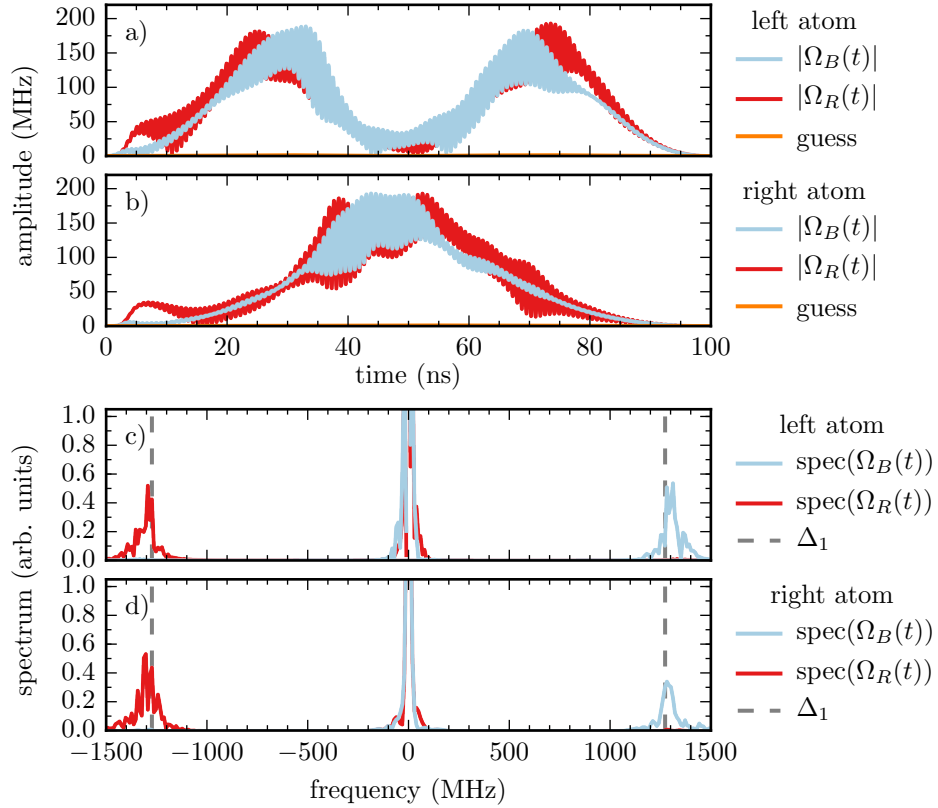 a)
200
150
100
50
0
left atom
|Ω_B(t)|
|Ω_R(t)|
guess
b)
200
150
100
50
0
right atom
|Ω_B(t)|
|Ω_R(t)|
guess
amplitude (MHz)
0 20 40 60 80 100
time (ns)
c)
1.0
0.8
0.6
0.4
0.2
0.0
left atom
spec(Ω_B(t))
spec(Ω_R(t))
Δ_1
d)
1.0
0.8
0.6
0.4
0.2
0.0
right atom
spec(Ω_B(t))
spec(Ω_R(t))
Δ_1
spectrum (arb. units)
−1500 −1000 −500 0 500 1000 1500
frequency (MHz)